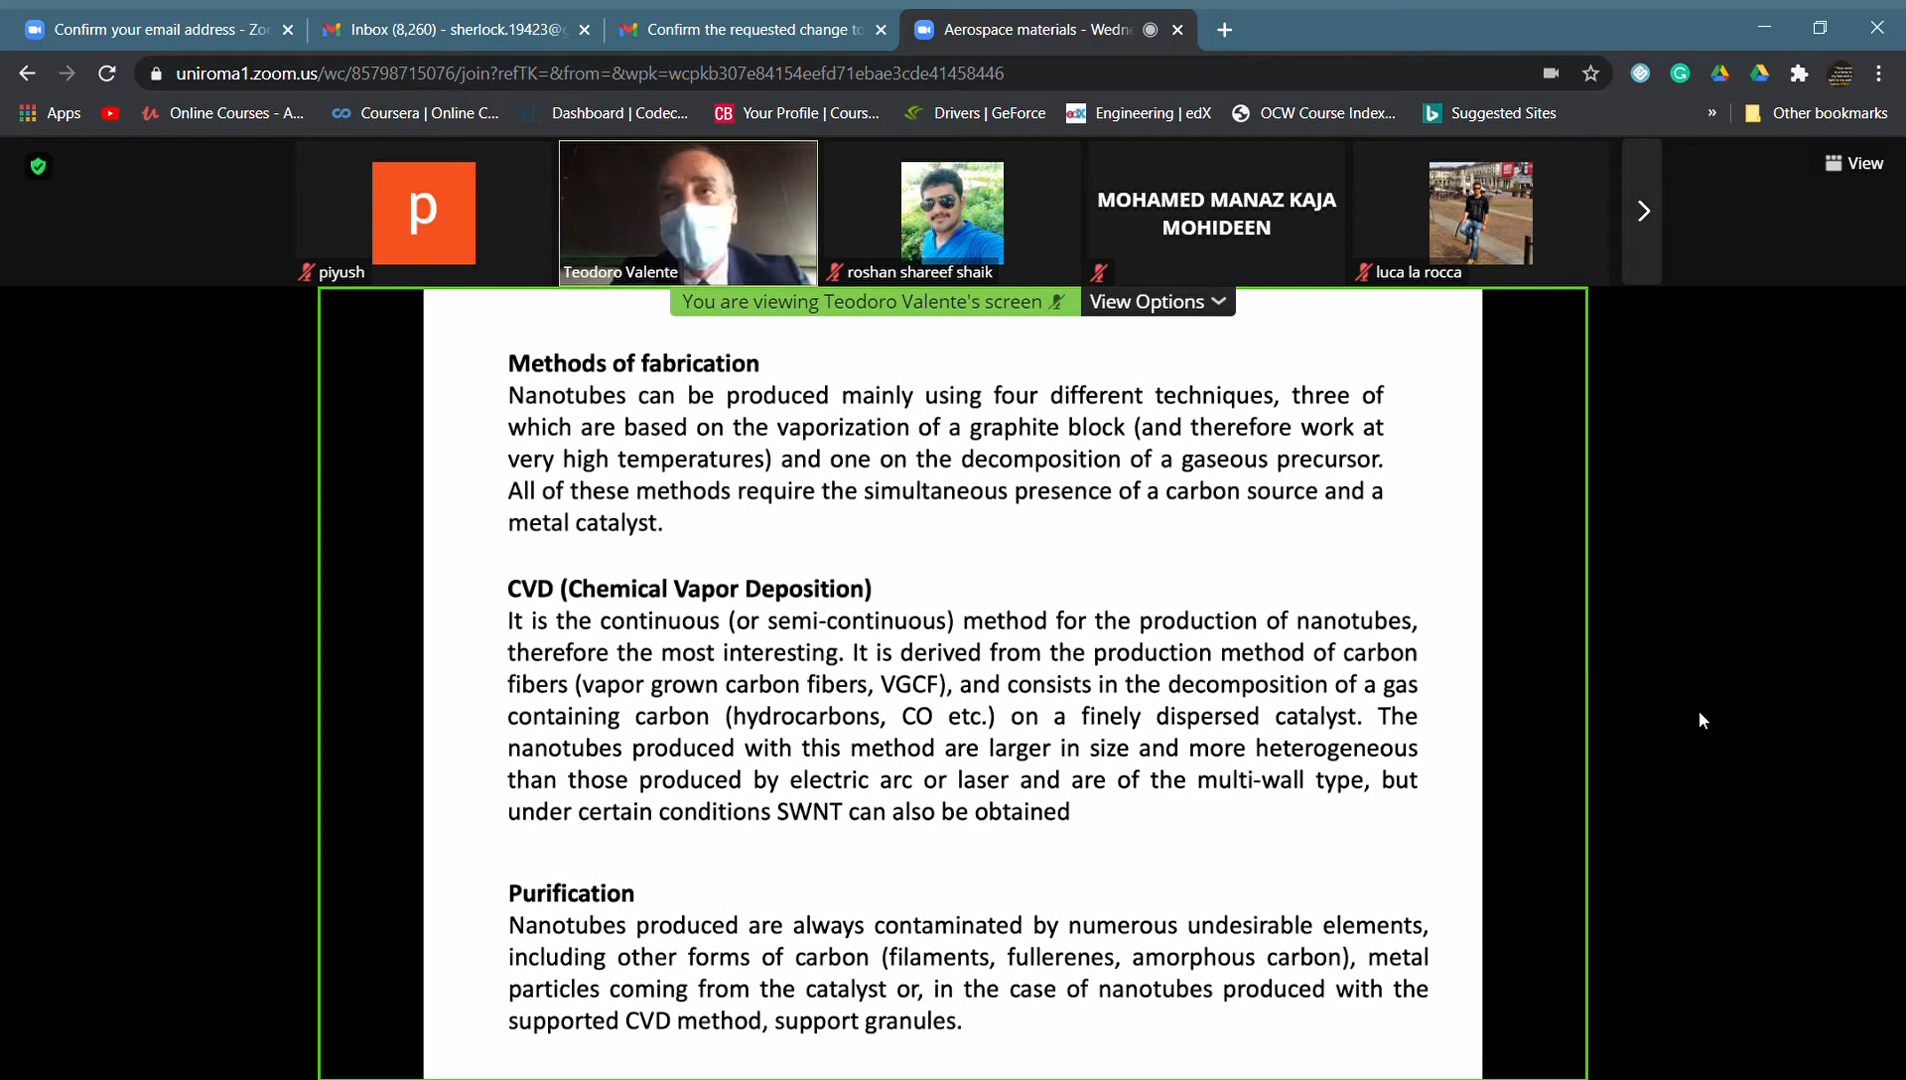 Confirm your email address - Zoo
Inbox (8,260) - sherlock.19423@g
Confirm the requested change to
Aerospace materials - Wedne
uniroma1.zoom.us/wc/85798715076/join?refTK=&from=&wpk=wcpkb307e84154eefd71ebae3cde41458446
Apps
Online Courses - A...
Coursera | Online C...
Dashboard | Codec...
CB Your Profile | Cours...
Drivers | GeForce
edX Engineering | edX
OCW Course Index...
Suggested Sites
»
Other bookmarks
View
p
MOHAMED MANAZ KAJA
MOHIDEEN
piyush
Teodoro Valente
roshan shareef shaik
luca la rocca
You are viewing Teodoro Valente's screen
View Options
Methods of fabrication
Nanotubes can be produced mainly using four different techniques, three of
which are based on the vaporization of a graphite block (and therefore work at
very high temperatures) and one on the decomposition of a gaseous precursor.
All of these methods require the simultaneous presence of a carbon source and a
metal catalyst.
CVD (Chemical Vapor Deposition)
It is the continuous (or semi-continuous) method for the production of nanotubes,
therefore the most interesting. It is derived from the production method of carbon
fibers (vapor grown carbon fibers, VGCF), and consists in the decomposition of a gas
containing carbon (hydrocarbons, CO etc.) on a finely dispersed catalyst. The
nanotubes produced with this method are larger in size and more heterogeneous
than those produced by electric arc or laser and are of the multi-wall type, but
under certain conditions SWNT can also be obtained
Purification
Nanotubes produced are always contaminated by numerous undesirable elements,
including other forms of carbon (filaments, fullerenes, amorphous carbon), metal
particles coming from the catalyst or, in the case of nanotubes produced with the
supported CVD method, support granules.